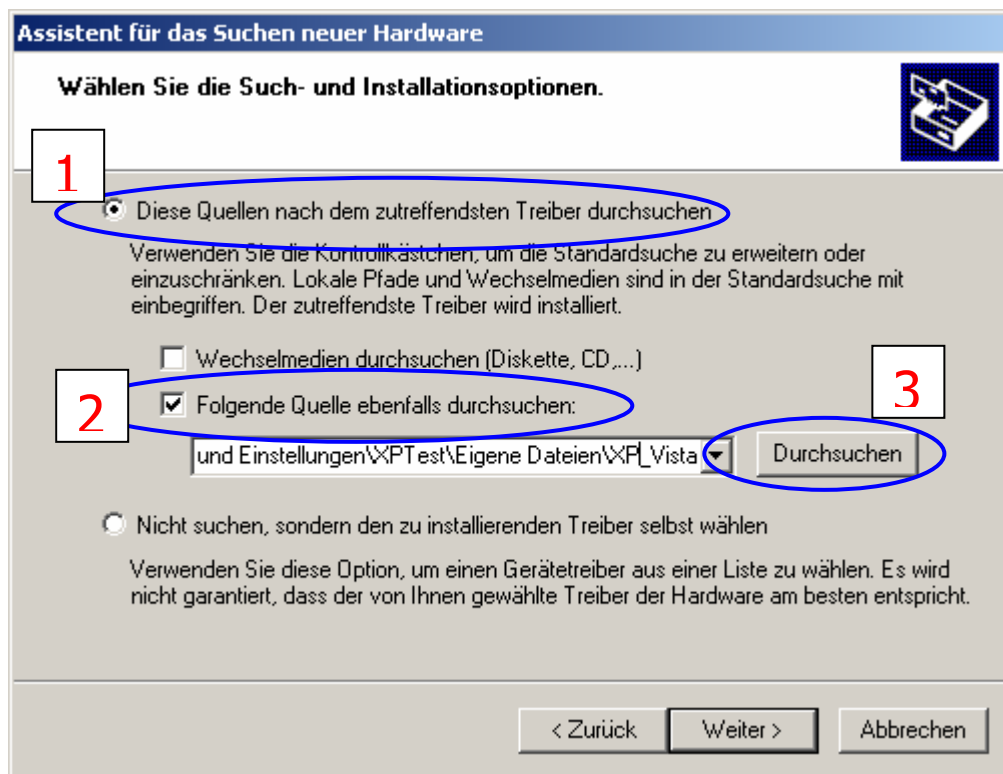 Assistent für das Suchen neuer Hardware
Wählen Sie die Such- und Installationsoptionen.
1
Diese Quellen nach dem zutreffendsten Treiber durchsuchen
Verwenden Sie die Kontrollkästchen, um die Standardsuche zu erweitern oder
einzuschränken. Lokale Pfade und Wechselmedien sind in der Standardsuche mit
einbegriffen. Der zutreffendste Treiber wird installiert.
Wechselmedien durchsuchen (Diskette, CD,...)
2
Folgende Quelle ebenfalls durchsuchen:
3
und Einstellungen\XPTest\Eigene Dateien\XP_Vista
Durchsuchen
Nicht suchen, sondern den zu installierenden Treiber selbst wählen
Verwenden Sie diese Option, um einen Gerätetreiber aus einer Liste zu wählen. Es wird
nicht garantiert, dass der von Ihnen gewählte Treiber der Hardware am besten entspricht.
< Zurück
Weiter >
Abbrechen